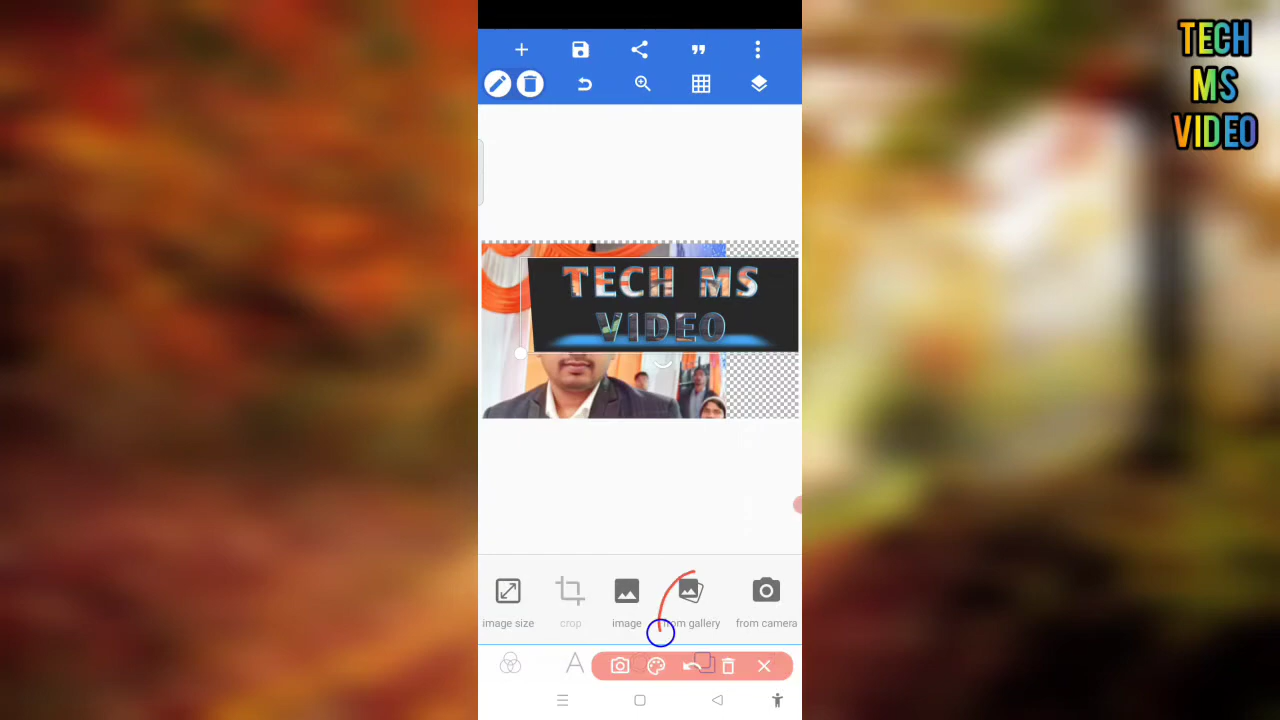 TECH
MS
VIDEO
TECH MS
VIDEO
image size
crop
image
from gallery
from camera